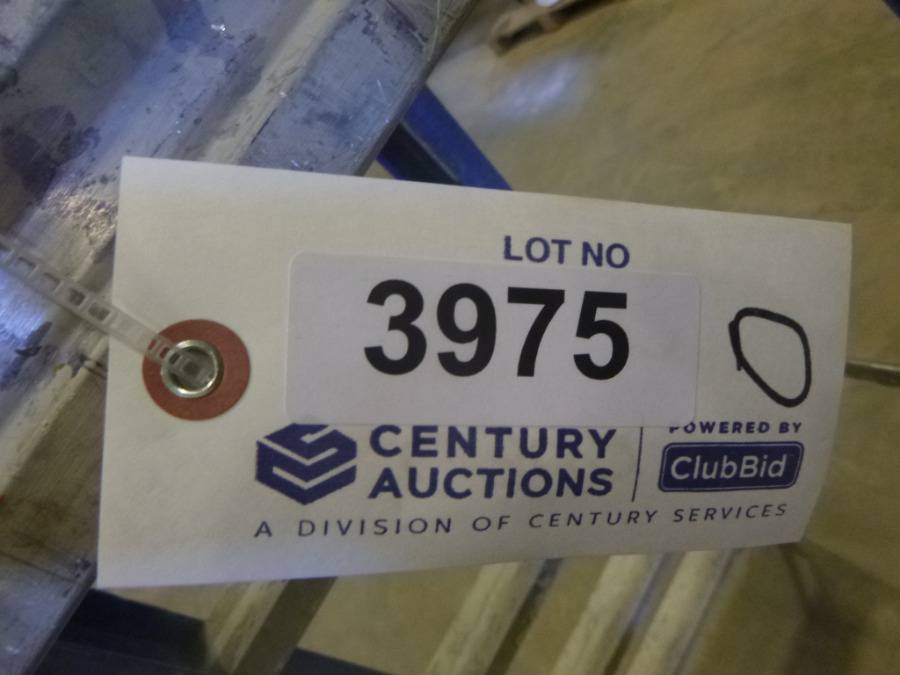 LOT NO
3975
CENTURY
AUCTIONS
POWERED BY
ClubBid
A DIVISION OF CENTURY SERVICES